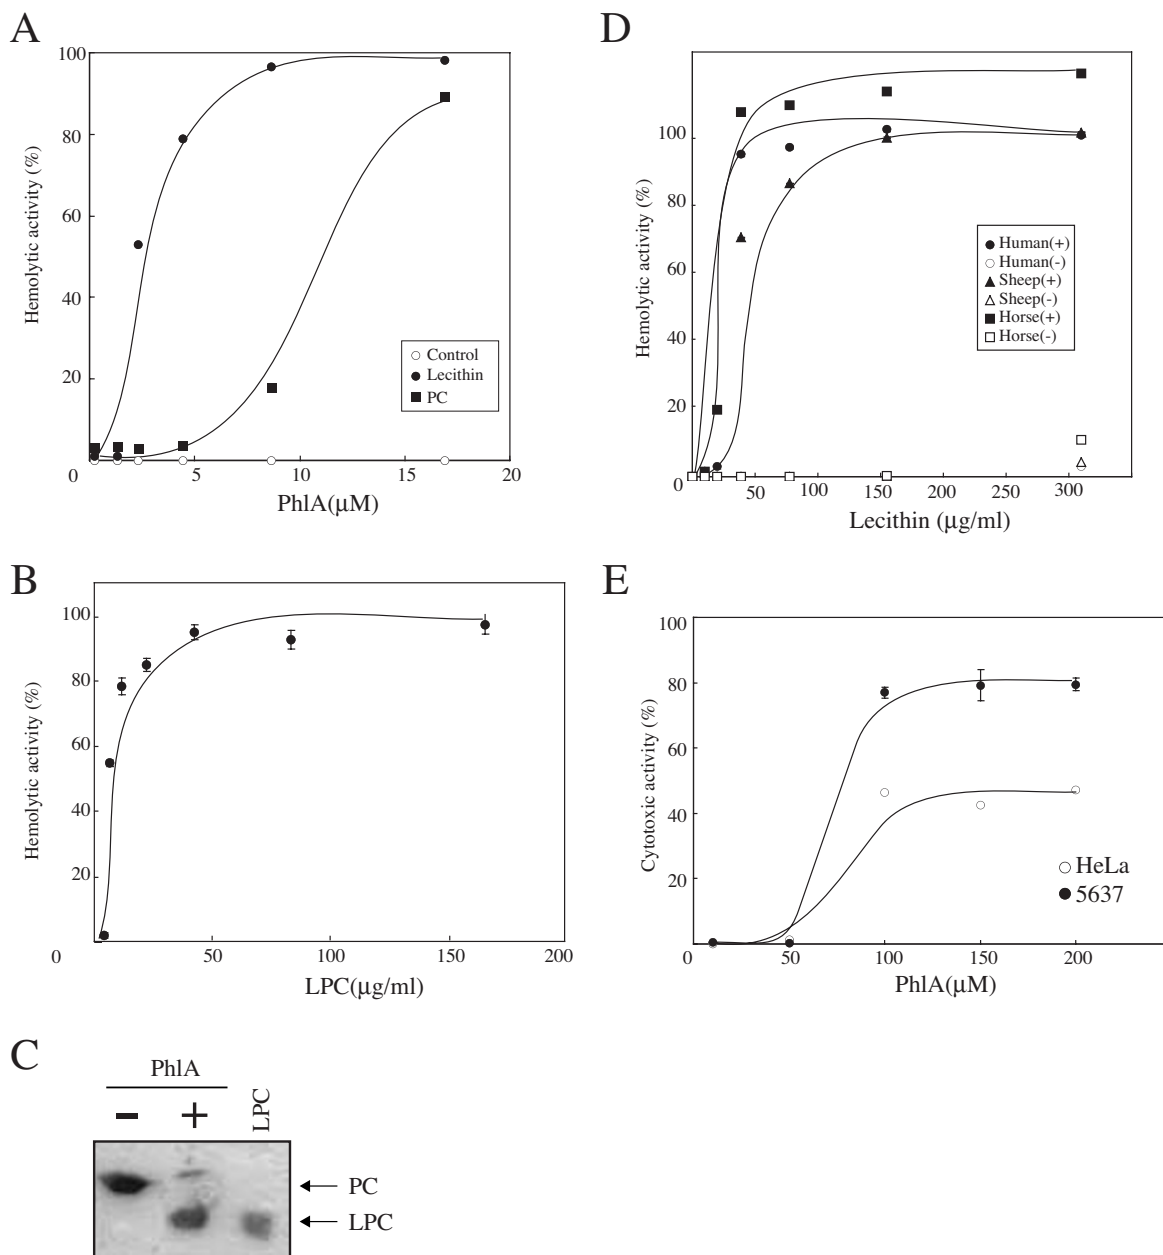 A
100
80
60
40
20
0
5
10
15
20
Hemolytic activity (%)
PhlA(μM)
Control
Lecithin
PC
D
100
80
60
40
20
0
50
100
150
200
250
300
Hemolytic activity (%)
Lecithin (μg/ml)
Human(+)
Human(-)
Sheep(+)
Sheep(-)
Horse(+)
Horse(-)
B
100
80
60
40
20
0
50
100
150
200
Hemolytic activity (%)
LPC(μg/ml)
E
100
80
60
40
20
0
50
100
150
200
Cytotoxic activity (%)
PhlA(μM)
HeLa
5637
C
PhlA
− +
LPC
PC
LPC